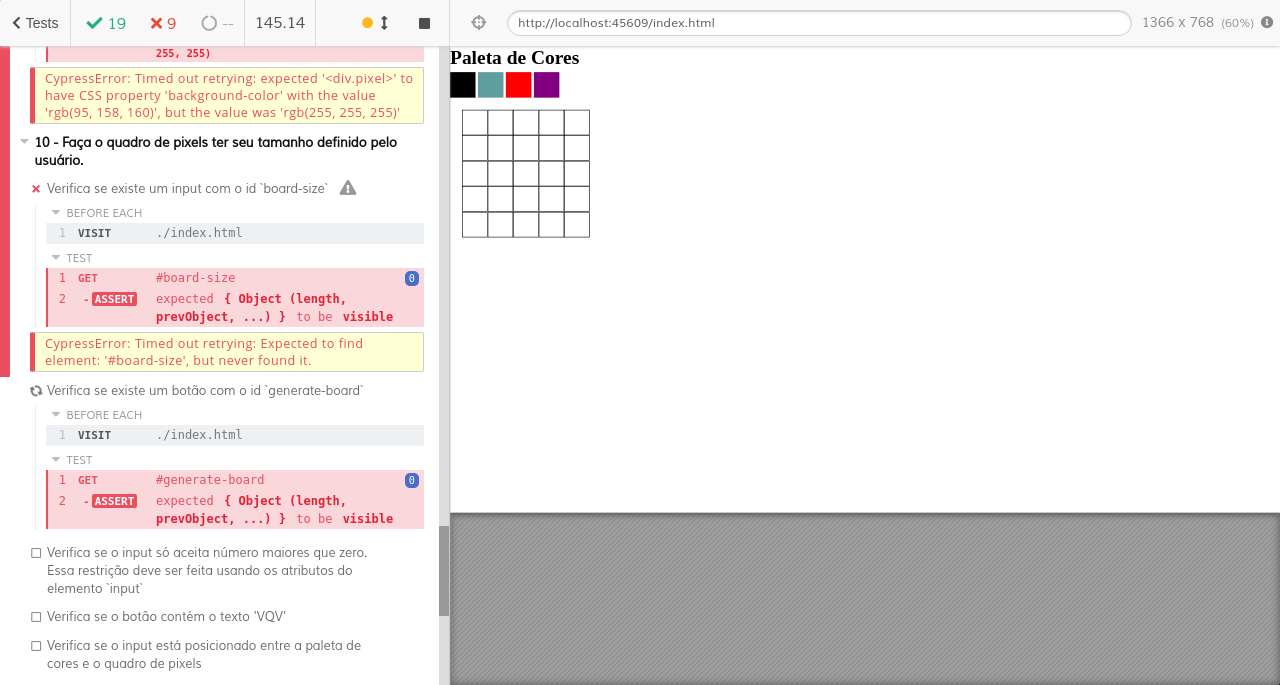 Tests
19
9
--
145.14
http://localhost:45609/index.html
1366 x 768 (60%)
255, 255)
CypressError: Timed out retrying: expected '<div.pixel>' to
have CSS property 'background-color' with the value
'rgb(95, 158, 160)', but the value was 'rgb(255, 255, 255)'
10 - Faça o quadro de pixels ter seu tamanho definido pelo
usuário.
Verifica se existe um input com o id `board-size`
BEFORE EACH
1 VISIT ./index.html
TEST
1 GET #board-size 0
2 -ASSERT expected { Object (length,
prevObject, ...) } to be visible
CypressError: Timed out retrying: Expected to find
element: '#board-size', but never found it.
Verifica se existe um botão com o id `generate-board`
BEFORE EACH
1 VISIT ./index.html
TEST
1 GET #generate-board 0
2 -ASSERT expected { Object (length,
prevObject, ...) } to be visible
Verifica se o input só aceita número maiores que zero.
Essa restrição deve ser feita usando os atributos do
elemento `input`
Verifica se o botão contém o texto 'VQV'
Verifica se o input está posicionado entre a paleta de
cores e o quadro de pixels
Paleta de Cores